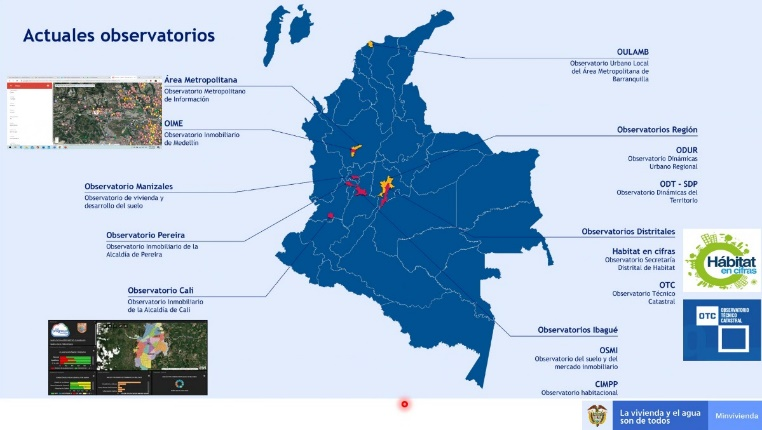 Actuales observatorios
Área Metropolitana
Observatorio Metropolitano
de Información
OIME
Observatorio Inmobiliario
de Medellín
Observatorio Manizales
Observatorio de vivienda y
desarrollo del suelo
Observatorio Pereira
Observatorio Inmobiliario de la
Alcaldía de Pereira
Observatorio Cali
Observatorio Inmobiliario
de la Alcaldía de Cali
OULAMB
Observatorio Urbano Local
del Área Metropolitana de
Barranquilla
Observatorios Región
ODUR
Observatorio Dinámicas
Urbano Regional
ODT - SDP
Observatorio Dinámicas del
Territorio
Observatorios Distritales
Habitat en cifras
Observatorio Secretaría
Distrital de Habitat
OTC
Observatorio Técnico
Catastral
Hábitat
en cifras
OTC
OBSERVATORIO
TÉCNICO
CATASTRAL
Observatorios Ibagué
OSMI
Observatorio del suelo y del
mercado inmobiliario
CIMPP
Observatorio habitacional
La vivienda y el agua
son de todos
Minvivienda